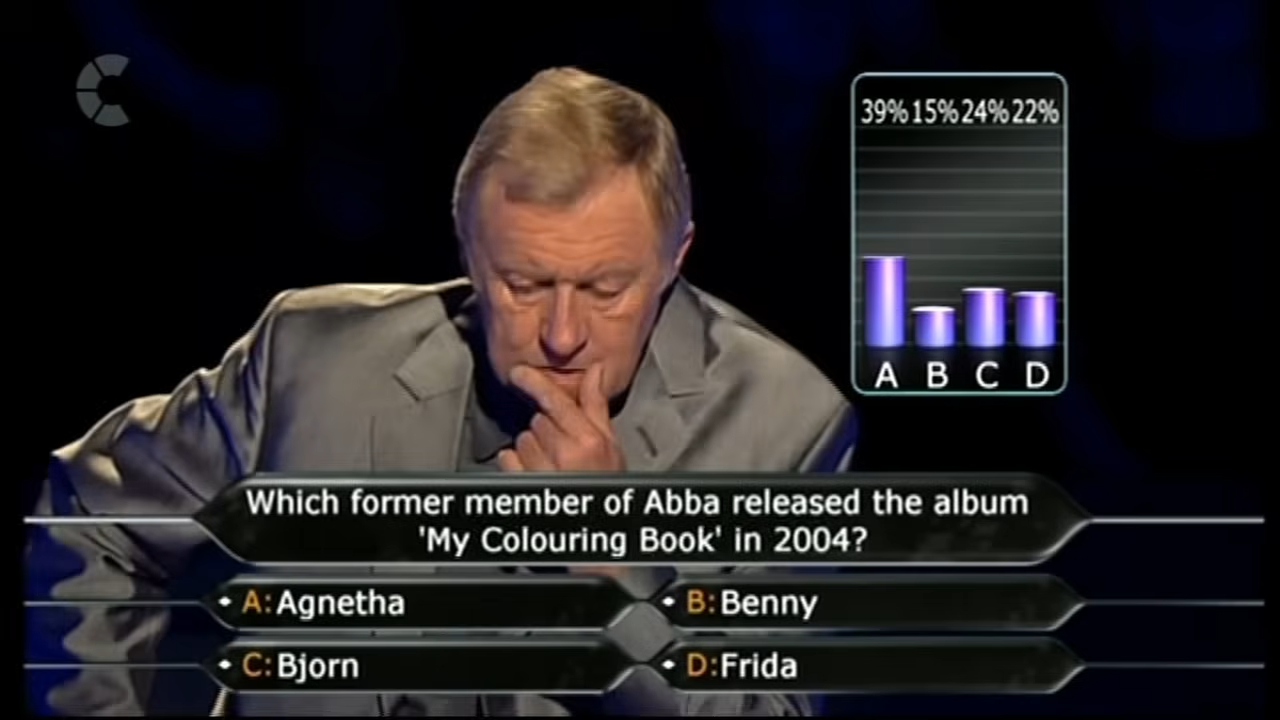 39% 15% 24% 22%
A B C D
Which former member of Abba released the album
'My Colouring Book' in 2004?
A: Agnetha
B: Benny
C: Bjorn
D: Frida